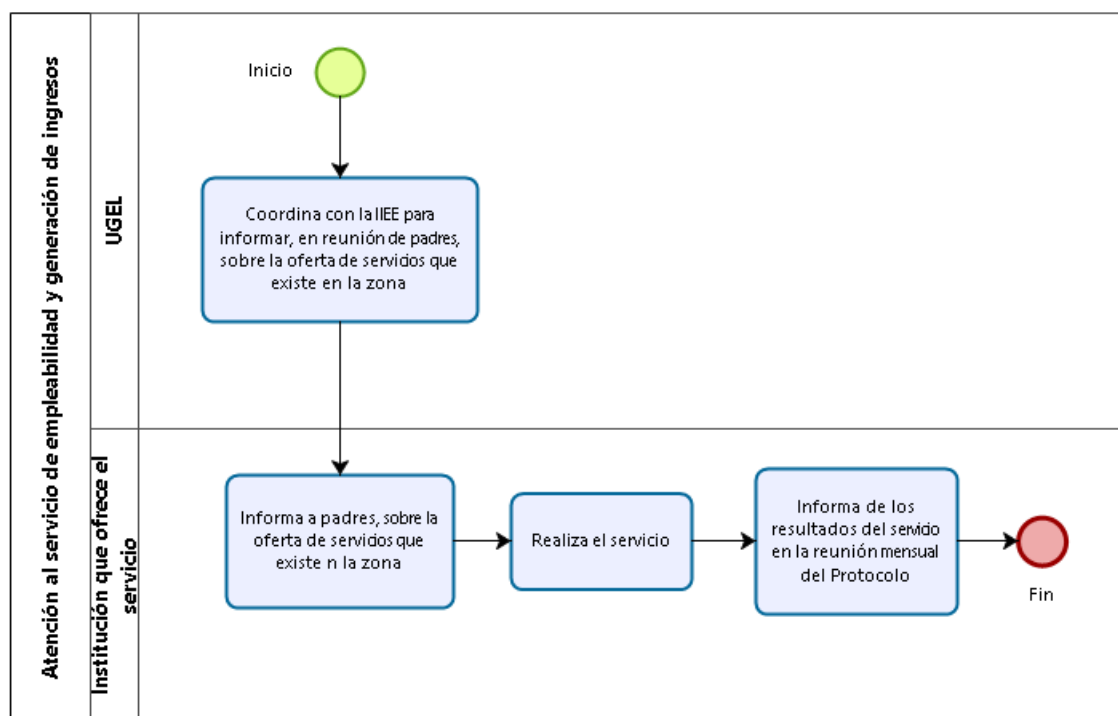 Atención al servicio de empleabilidad y generación de ingresos
UGEL
Inicio
Coordina con la IIEE para
informar, en reunión de padres,
sobre la oferta de servicios que
existe en la zona
Institución que ofrece el
servicio
Informa a padres, sobre la
oferta de servicios que
existe n la zona
Realiza el servicio
Informa de los
resultados del servicio
en la reunión mensual
del Protocolo
Fin